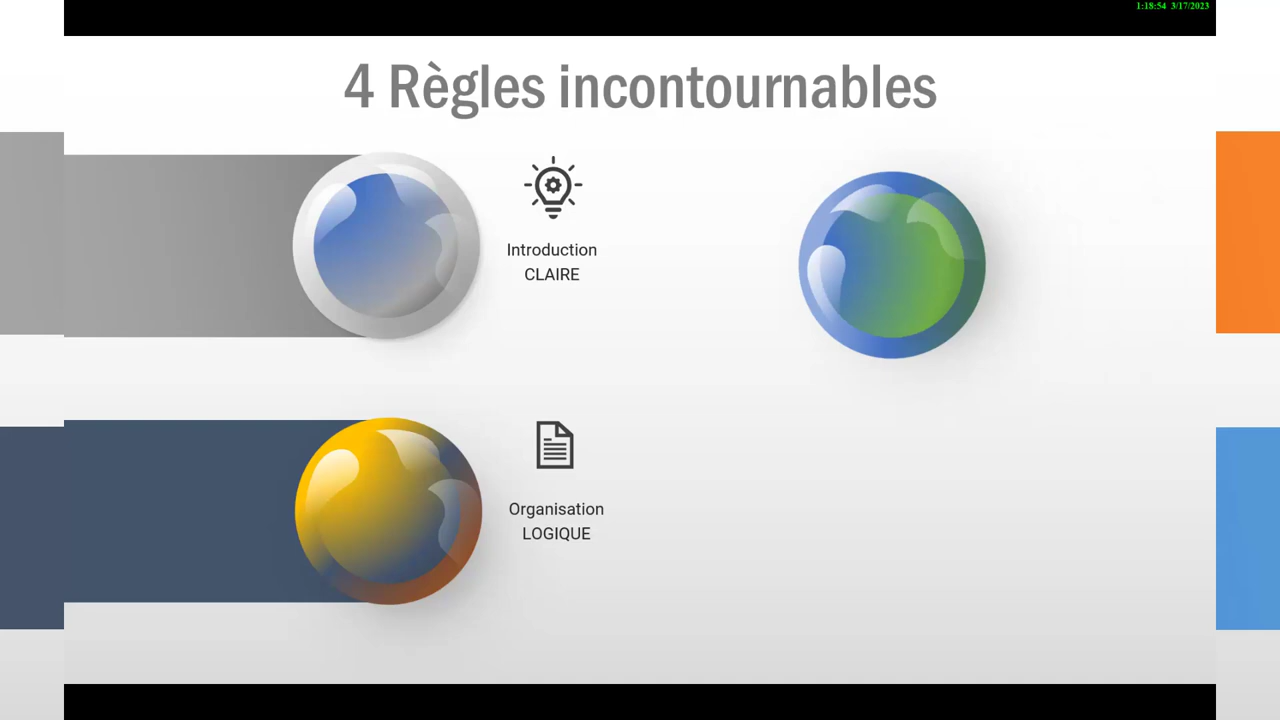 1:18:54 3/17/2023
4 Règles incontournables
Introduction
CLAIRE
Organisation
LOGIQUE